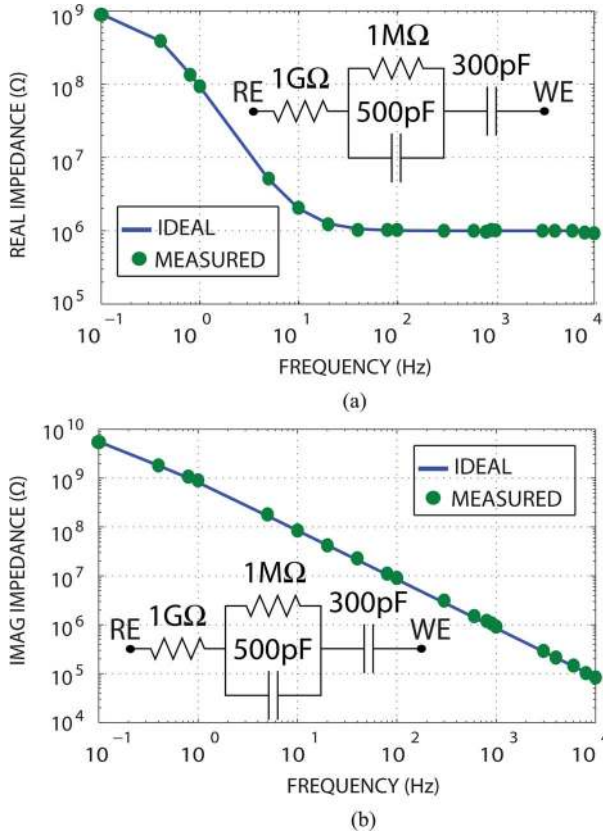 10^9
1MΩ
300pF
10^8
RE
1GΩ
WE
500pF
10^7
REAL IMPEDANCE (Ω)
IDEAL
MEASURED
10^6
10^5
10^-1
10^0
10^1
10^2
10^3
10^4
FREQUENCY (Hz)
(a)
10^10
IDEAL
MEASURED
10^9
10^8
IMAG IMPEDANCE (Ω)
10^7
1MΩ
300pF
RE
1GΩ
WE
10^6
500pF
10^5
10^4
10^-1
10^0
10^1
10^2
10^3
10^4
FREQUENCY (Hz)
(b)